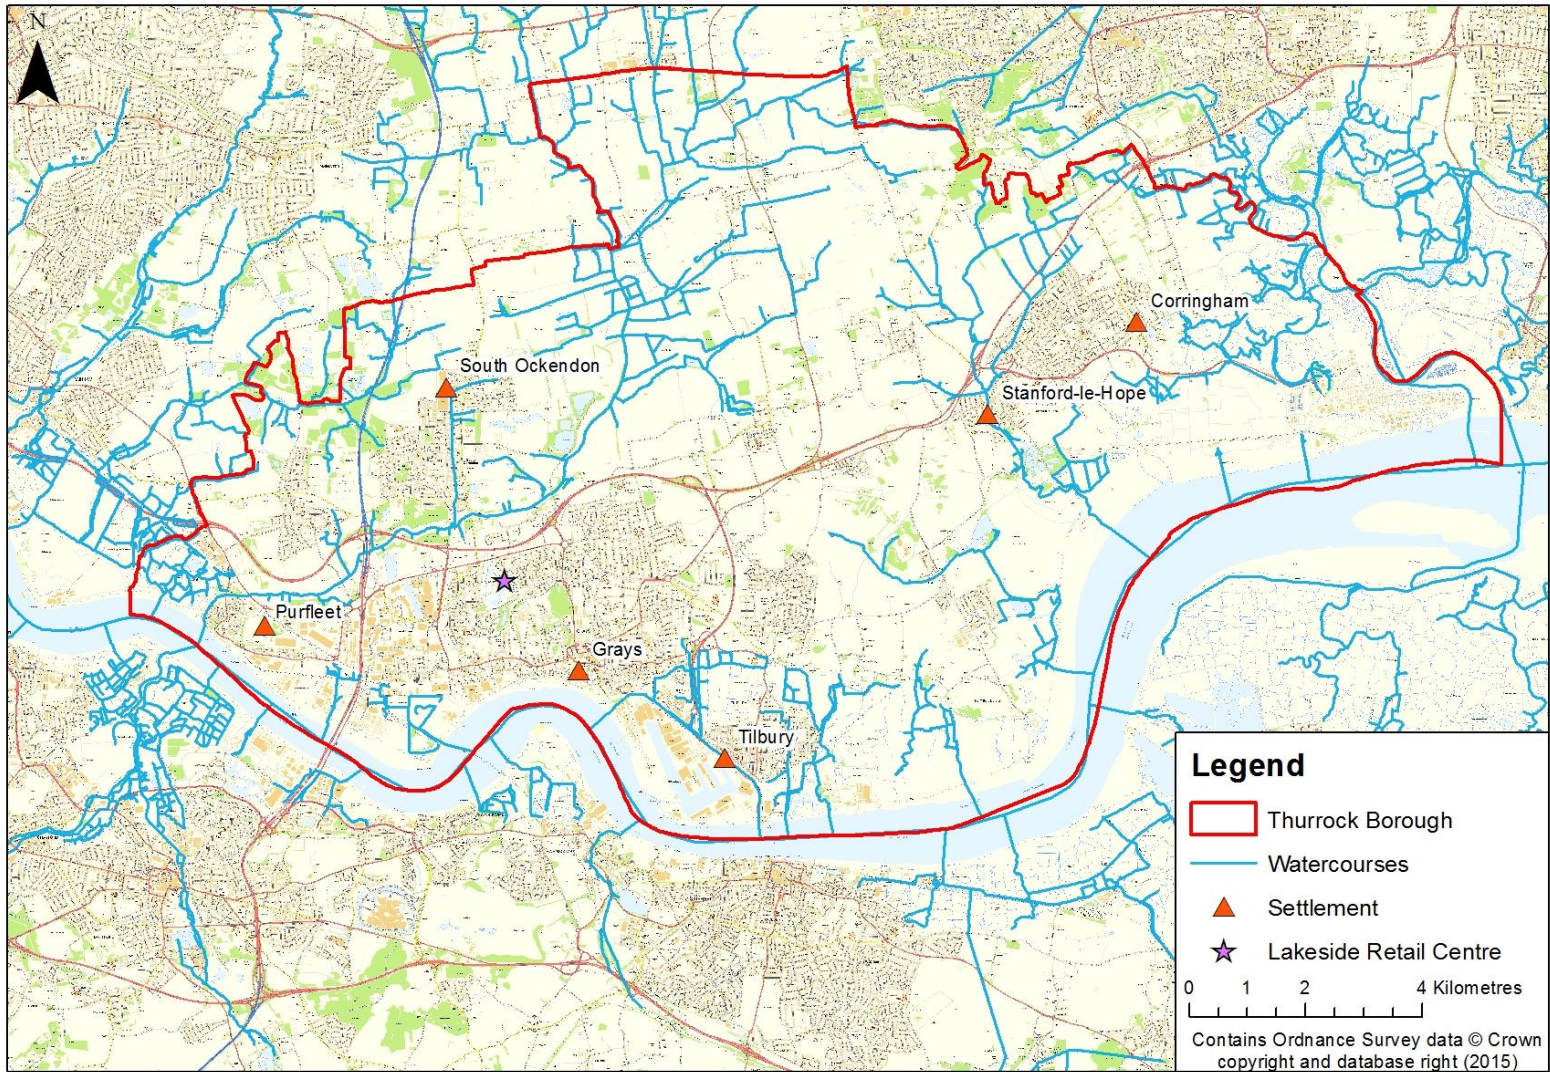 N
Corringham
South Ockendon
Stanford-le-Hope
Purfleet
Grays
Tilbury
Legend
Thurrock Borough
Watercourses
Settlement
Lakeside Retail Centre
0 1 2 4 Kilometres
Contains Ordnance Survey data © Crown
copyright and database right (2015)